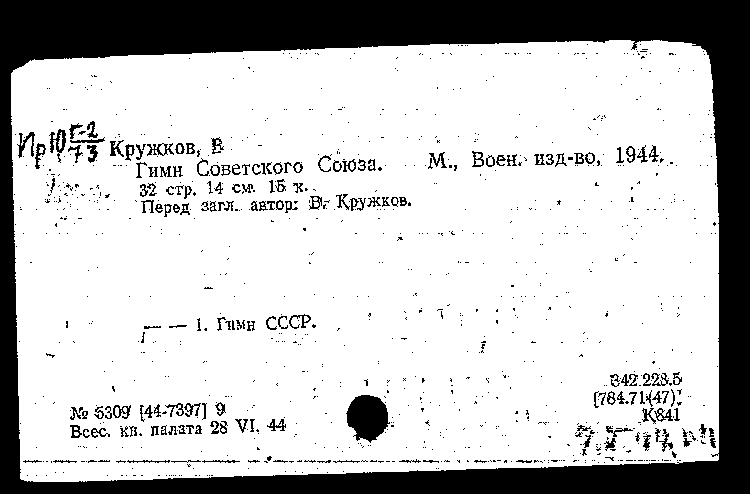 Пр Ю Г-2/73
Кружков, В
Гимн Советского Союза. М., Воен. изд-во, 1944.
32 стр. 14 см. 15 к.
Перед загл. автор: В. Кружков.
— — 1. Гимн СССР.
342.228.5
[784.71(47)]
К841
№ 5309 [44-7397] 9
Всес. кн. палата 28 VI. 44